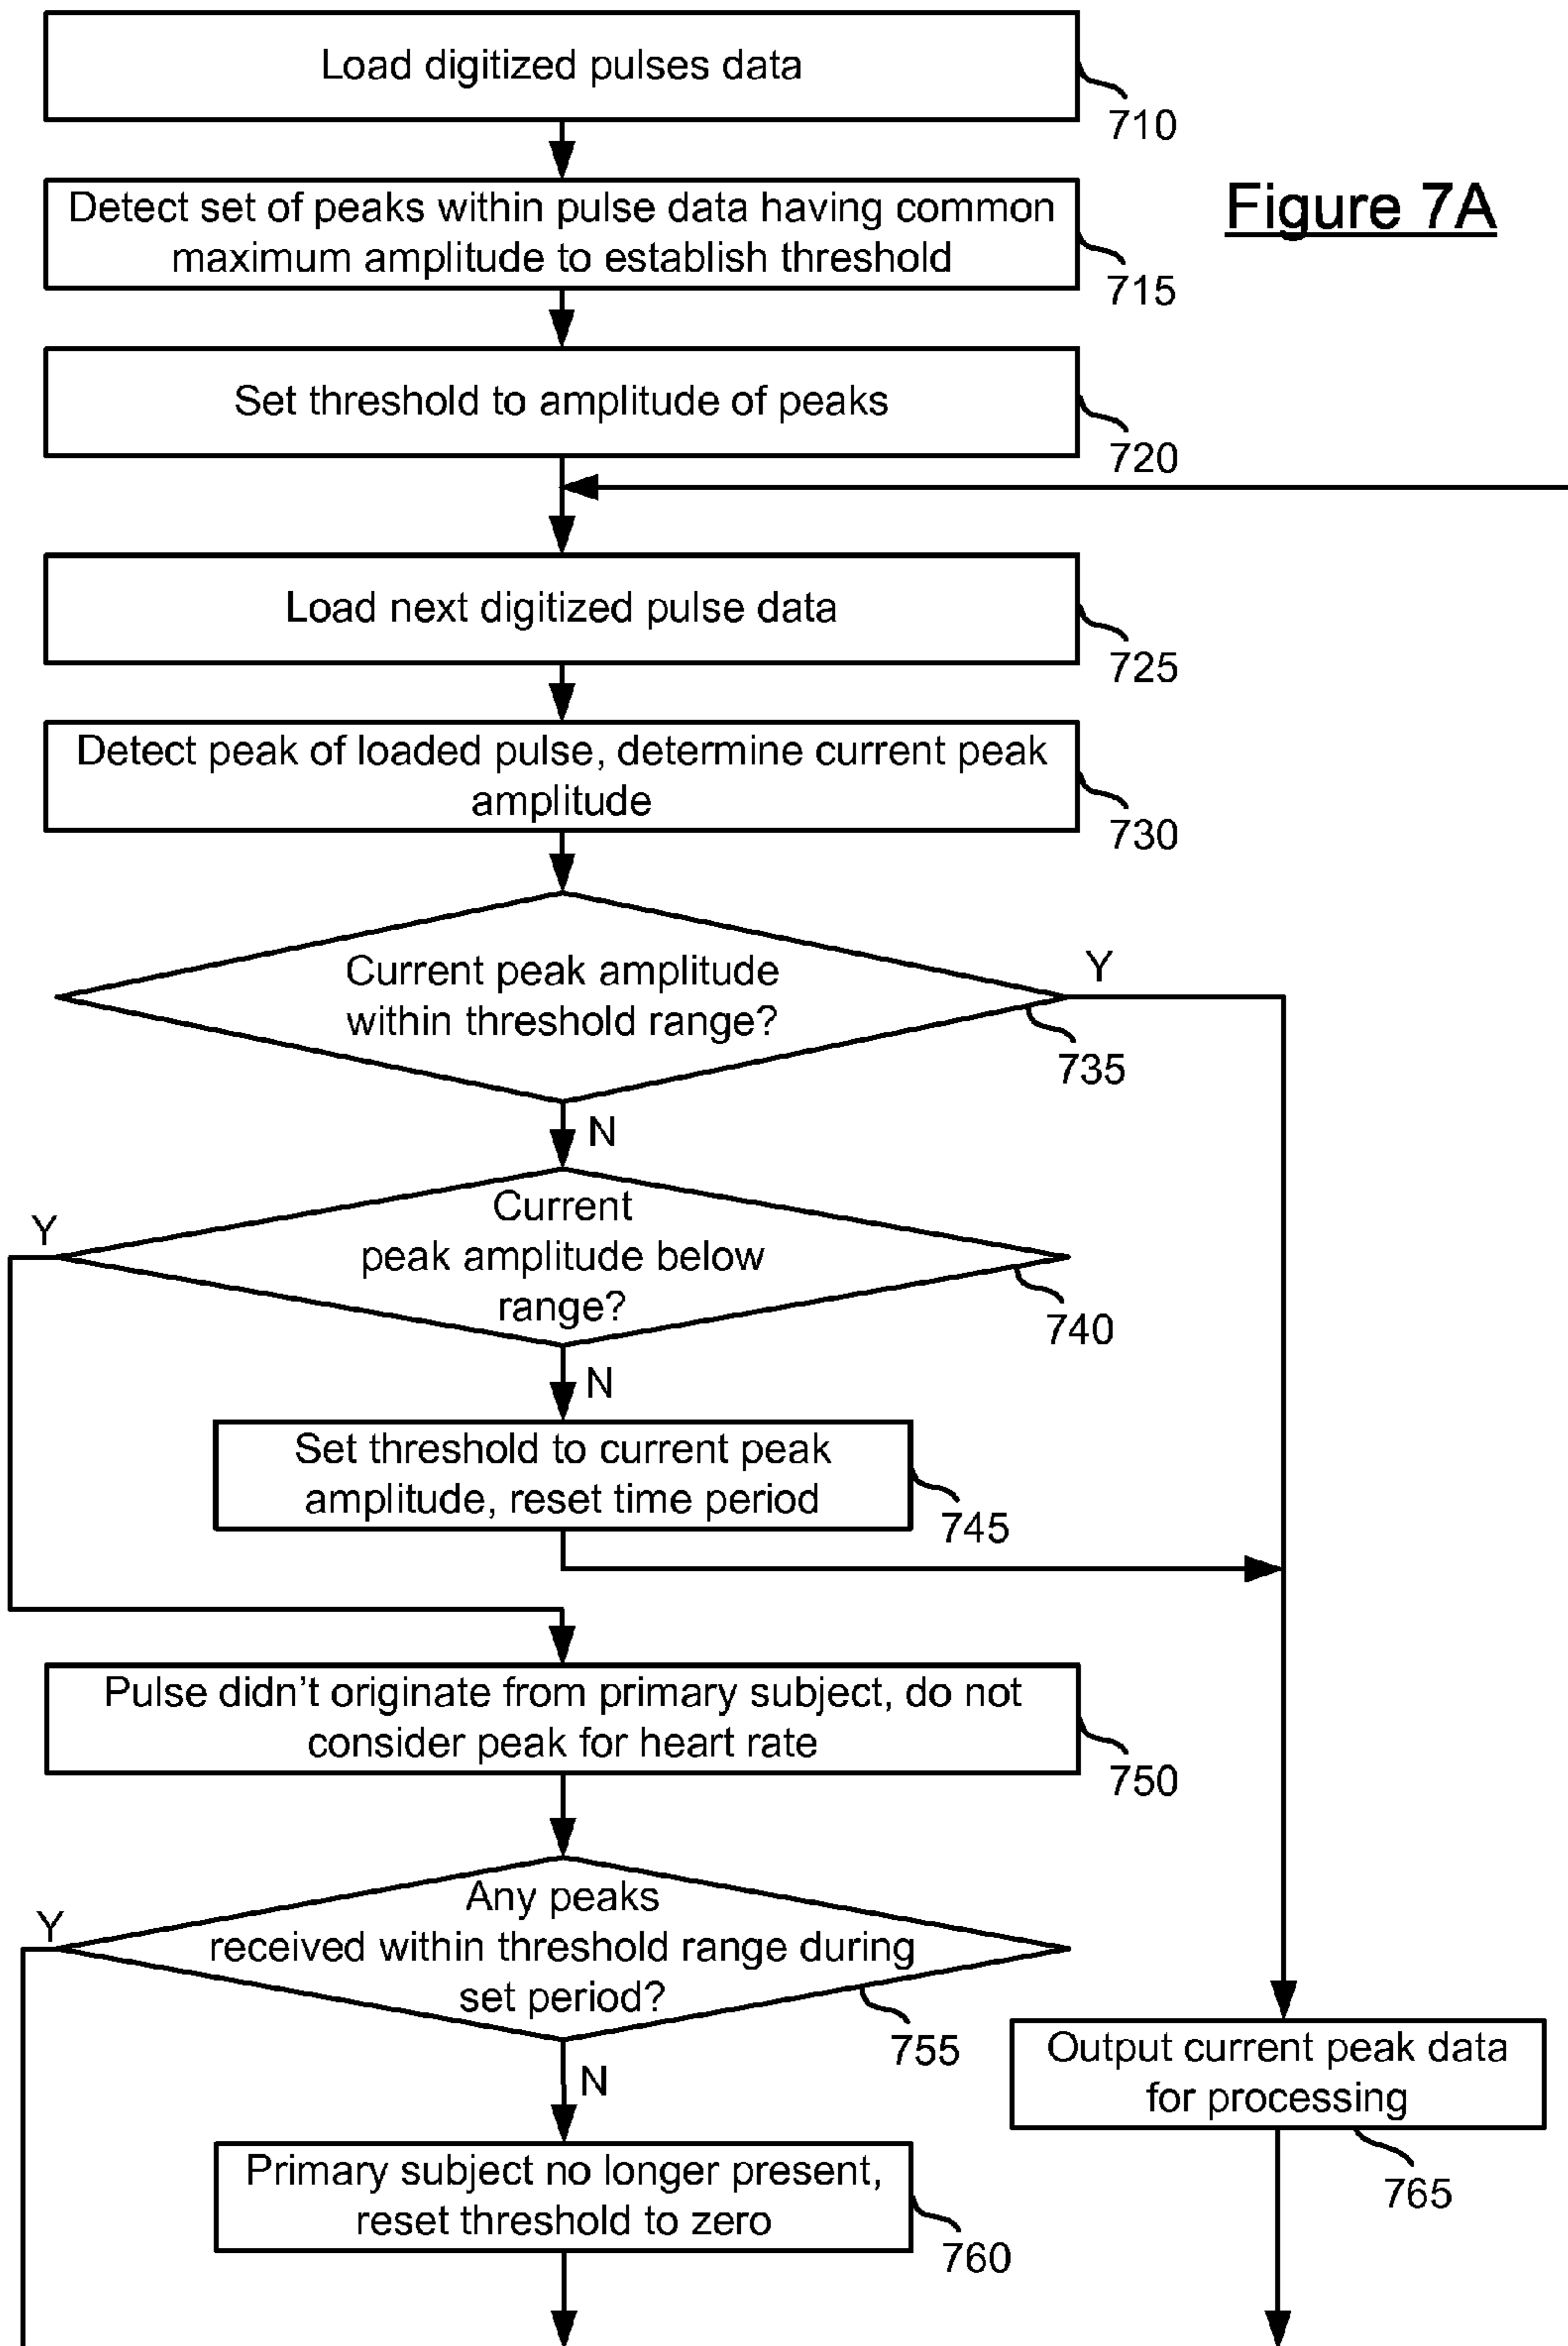 Load digitized pulses data
710
Figure 7A
Detect set of peaks within pulse data having common
maximum amplitude to establish threshold
715
Set threshold to amplitude of peaks
720
Load next digitized pulse data
725
Detect peak of loaded pulse, determine current peak
amplitude
730
Current peak amplitude
within threshold range?
Y
735
N
Current
peak amplitude below
range?
Y
740
N
Set threshold to current peak
amplitude, reset time period
745
Pulse didn't originate from primary subject, do not
consider peak for heart rate
750
Any peaks
received within threshold range during
set period?
Y
755
N
Output current peak data
for processing
765
Primary subject no longer present,
reset threshold to zero
760